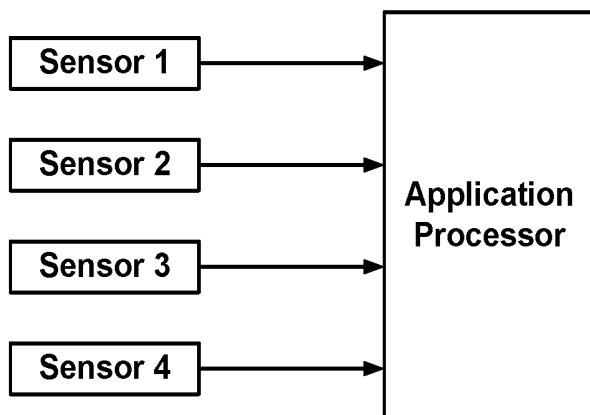 Sensor 1
Sensor 2
Sensor 3
Sensor 4
Application
Processor